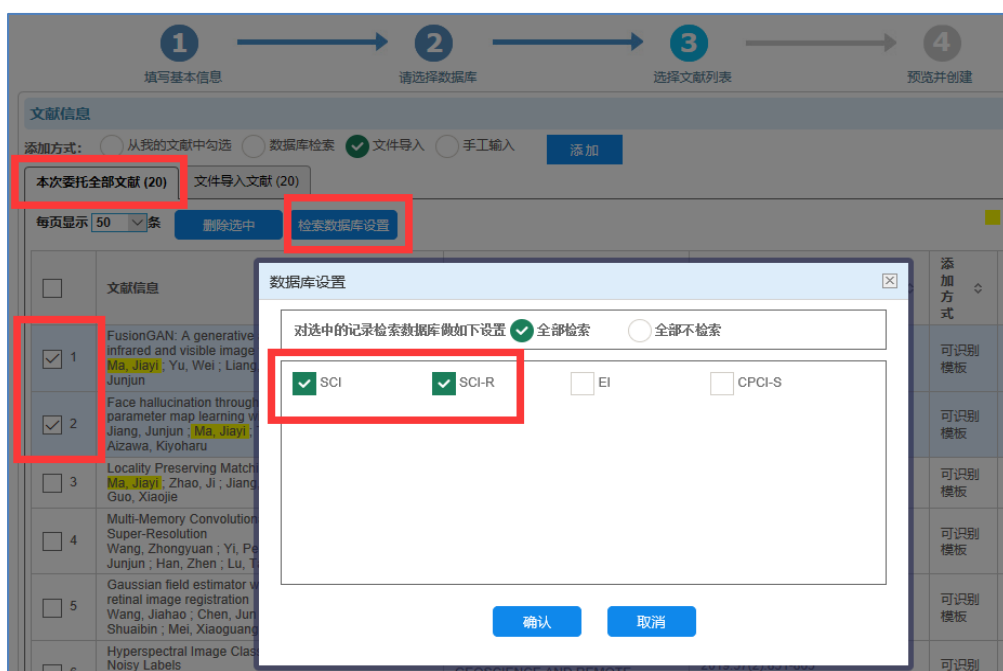 1
2
3
4
填写基本信息
请选择数据库
选择文献列表
预览并创建
文献信息
添加方式： 从我的文献中勾选 数据库检索 文件导入 手工输入 添加
本次委托全部文献 (20) 文件导入文献 (20)
每页显示 50 条 删除选中 检索数据库设置
文献信息
添加方式
数据库设置
对选中的记录检索数据库做如下设置 全部检索 全部不检索
SCI SCI-R EI CPCI-S
确认 取消
1
FusionGAN: A generative
infrared and visible image
Ma, Jiayi ; Yu, Wei ; Liang,
Junjun
可识别
模板
2
Face hallucination through
parameter map learning w
Jiang, Junjun ; Ma, Jiayi ;
Aizawa, Kiyoharu
可识别
模板
3
Locality Preserving Match
Ma, Jiayi ; Zhao, Ji ; Jiang,
Guo, Xiaojie
可识别
模板
4
Multi-Memory Convolution
Super-Resolution
Wang, Zhongyuan ; Yi, Pe
Junjun ; Han, Zhen ; Lu, T
可识别
模板
5
Gaussian field estimator w
retinal image registration
Wang, Jiahao ; Chen, Jun
Shuaibin ; Mei, Xiaoguang
可识别
模板
Hyperspectral Image Clas
Noisy Labels
可识别